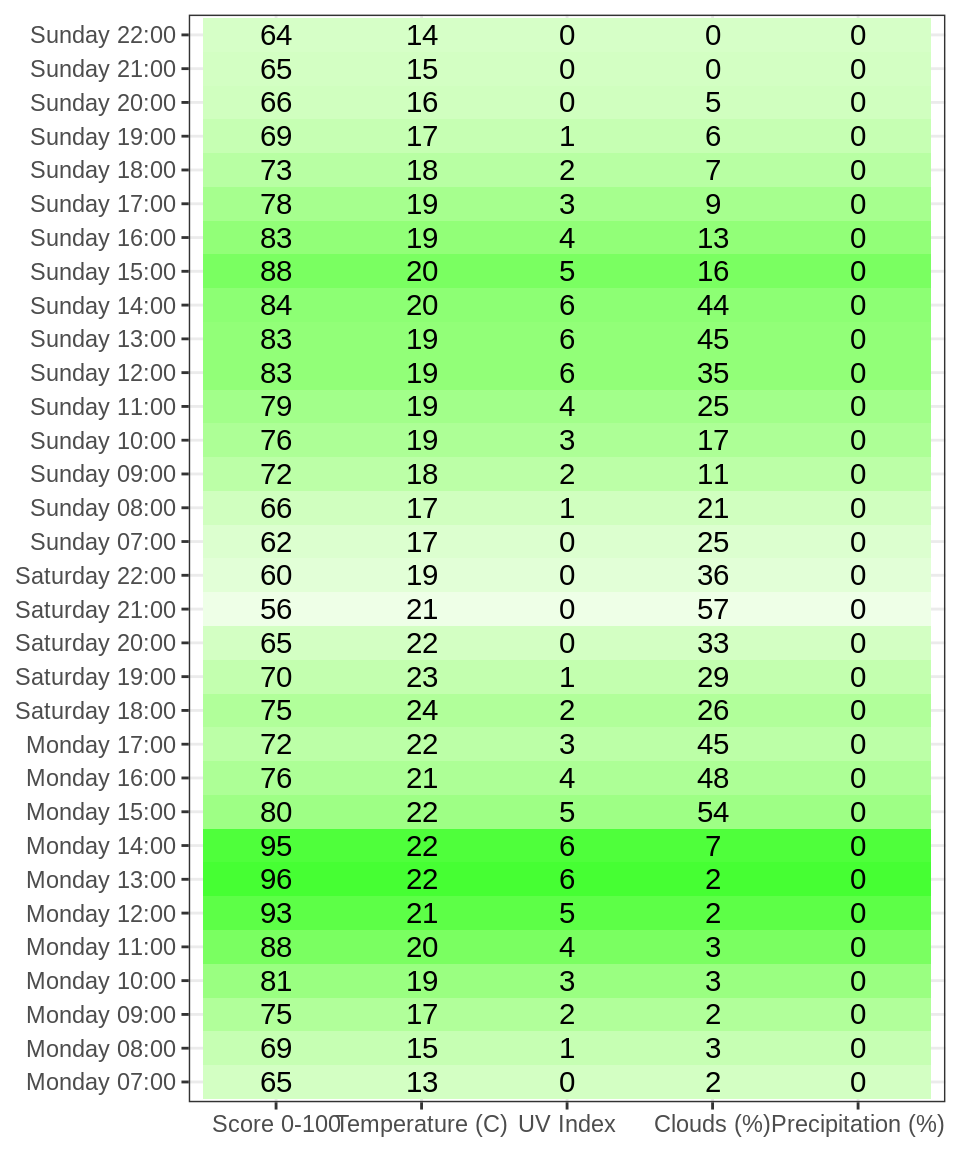 Sunday 22:00 64 14 0 0 0
Sunday 21:00 65 15 0 0 0
Sunday 20:00 66 16 0 5 0
Sunday 19:00 69 17 1 6 0
Sunday 18:00 73 18 2 7 0
Sunday 17:00 78 19 3 9 0
Sunday 16:00 83 19 4 13 0
Sunday 15:00 88 20 5 16 0
Sunday 14:00 84 20 6 44 0
Sunday 13:00 83 19 6 45 0
Sunday 12:00 83 19 6 35 0
Sunday 11:00 79 19 4 25 0
Sunday 10:00 76 19 3 17 0
Sunday 09:00 72 18 2 11 0
Sunday 08:00 66 17 1 21 0
Sunday 07:00 62 17 0 25 0
Saturday 22:00 60 19 0 36 0
Saturday 21:00 56 21 0 57 0
Saturday 20:00 65 22 0 33 0
Saturday 19:00 70 23 1 29 0
Saturday 18:00 75 24 2 26 0
Monday 17:00 72 22 3 45 0
Monday 16:00 76 21 4 48 0
Monday 15:00 80 22 5 54 0
Monday 14:00 95 22 6 7 0
Monday 13:00 96 22 6 2 0
Monday 12:00 93 21 5 2 0
Monday 11:00 88 20 4 3 0
Monday 10:00 81 19 3 3 0
Monday 09:00 75 17 2 2 0
Monday 08:00 69 15 1 3 0
Monday 07:00 65 13 0 2 0
Score 0-100 Temperature (C) UV Index Clouds (%) Precipitation (%)